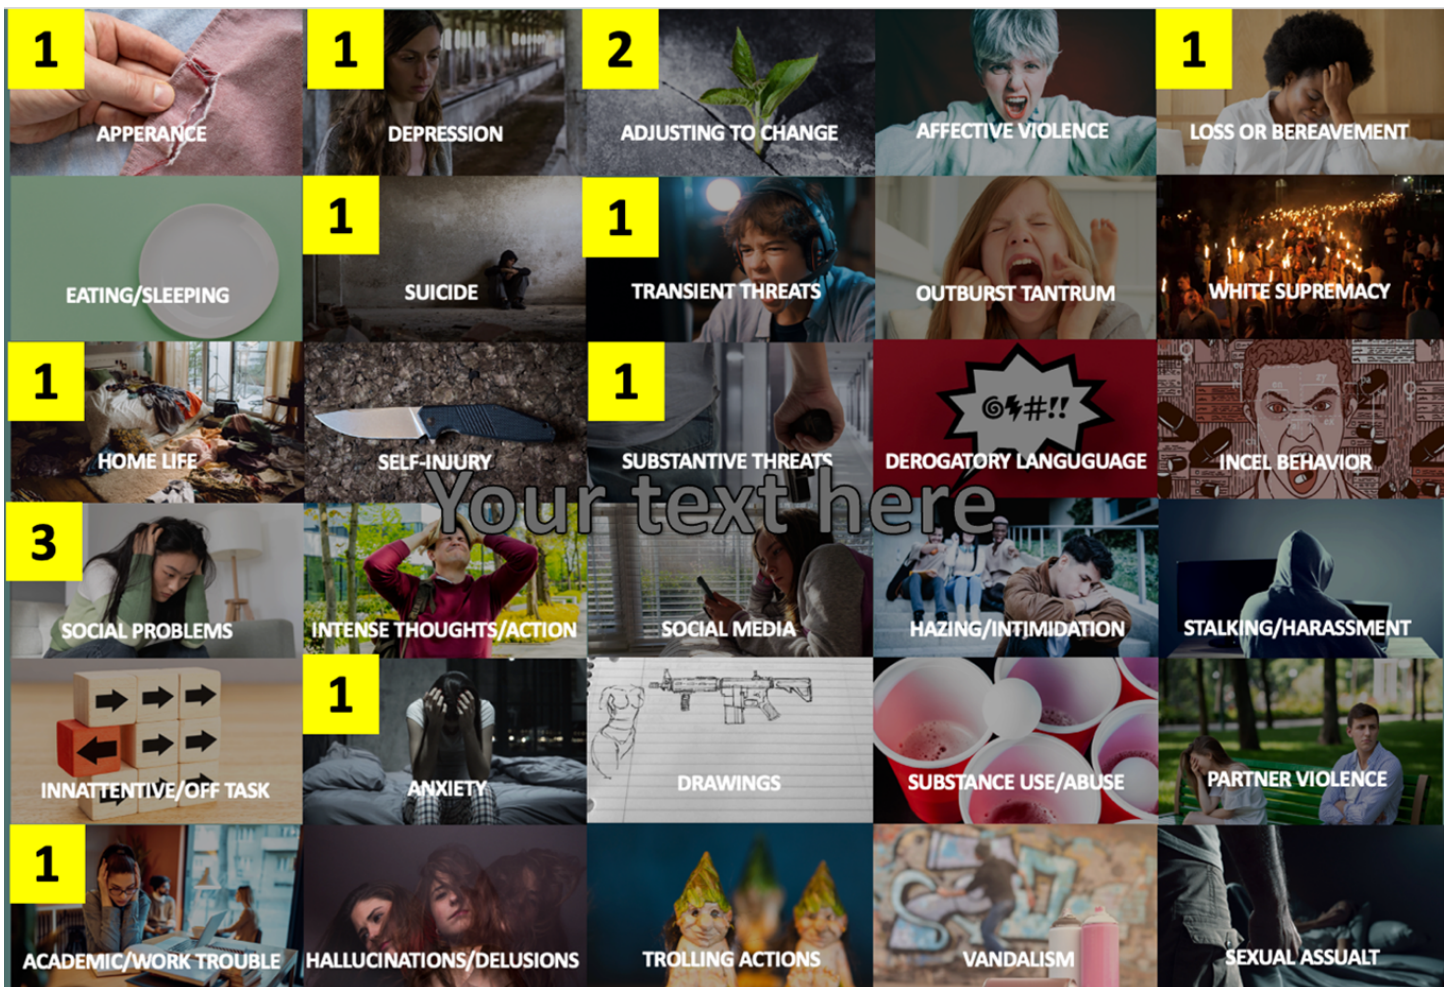 1
APPERANCE
1
DEPRESSION
2
ADJUSTING TO CHANGE
AFFECTIVE VIOLENCE
1
LOSS OR BEREAVEMENT
EATING/SLEEPING
1
SUICIDE
1
TRANSIENT THREATS
OUTBURST TANTRUM
WHITE SUPREMACY
1
HOME LIFE
SELF-INJURY
1
SUBSTANTIVE THREATS
@#!!
DEROGATORY LANGUGUAGE
INCEL BEHAVIOR
Your text here
3
SOCIAL PROBLEMS
INTENSE THOUGHTS/ACTION
SOCIAL MEDIA
HAZING/INTIMIDATION
STALKING/HARASSMENT
INNATTENTIVE/OFF TASK
1
ANXIETY
DRAWINGS
SUBSTANCE USE/ABUSE
PARTNER VIOLENCE
1
ACADEMIC/WORK TROUBLE
HALLUCINATIONS/DELUSIONS
TROLLING ACTIONS
VANDALISM
SEXUAL ASSUALT